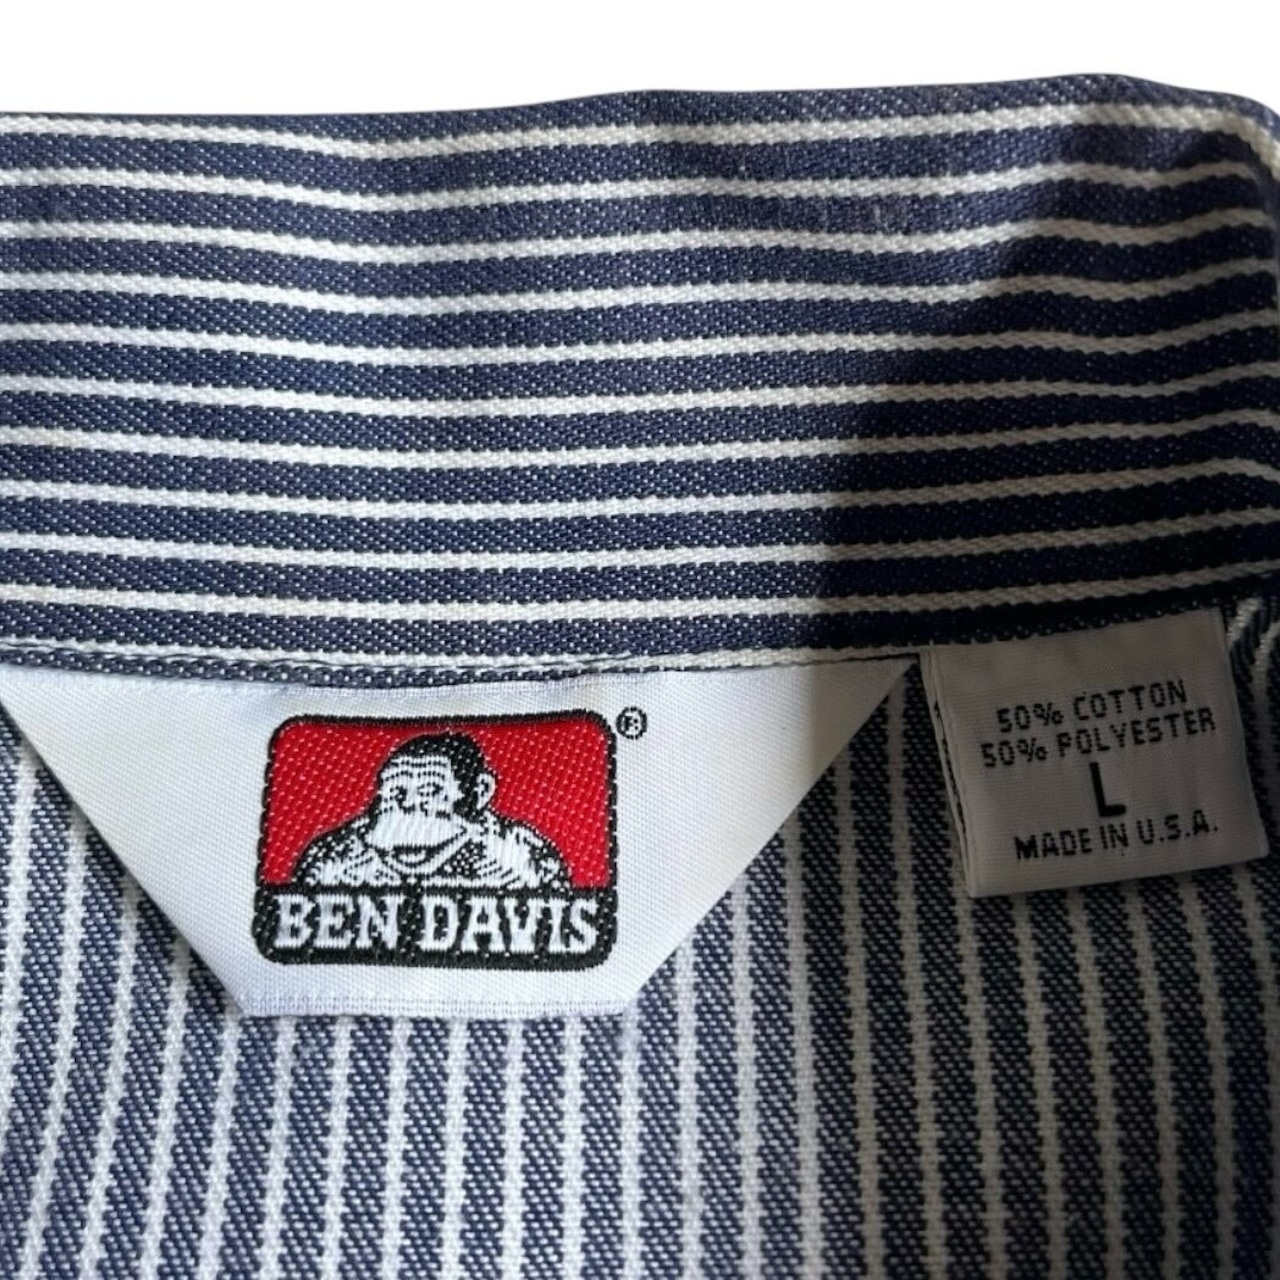 ®
BEN DAVIS
50% COTTON
50% POLYESTER
L
MADE IN U.S.A.